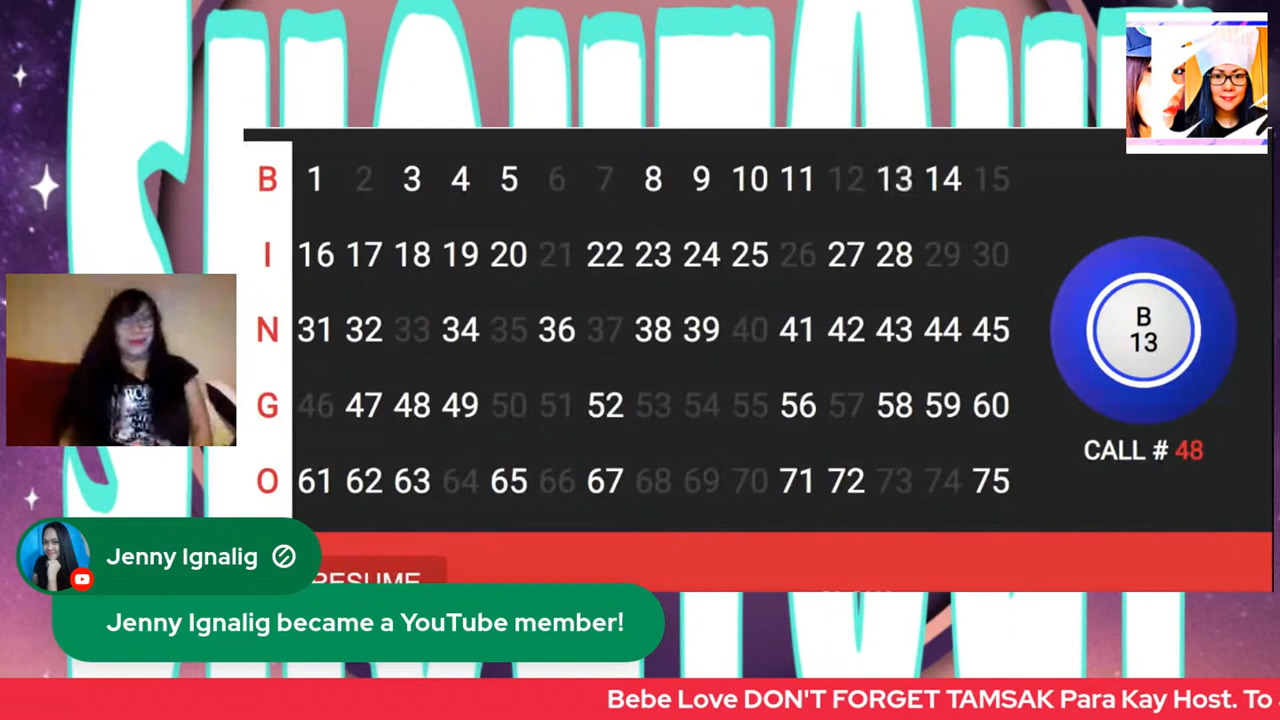 B 1 2 3 4 5 6 7 8 9 10 11 12 13 14 15
I 16 17 18 19 20 21 22 23 24 25 26 27 28 29 30
N 31 32 33 34 35 36 37 38 39 40 41 42 43 44 45
G 46 47 48 49 50 51 52 53 54 55 56 57 58 59 60
O 61 62 63 64 65 66 67 68 69 70 71 72 73 74 75
B
13
CALL # 48
RESUME
Jenny Ignalig
Jenny Ignalig became a YouTube member!
Bebe Love DON'T FORGET TAMSAK Para Kay Host. To